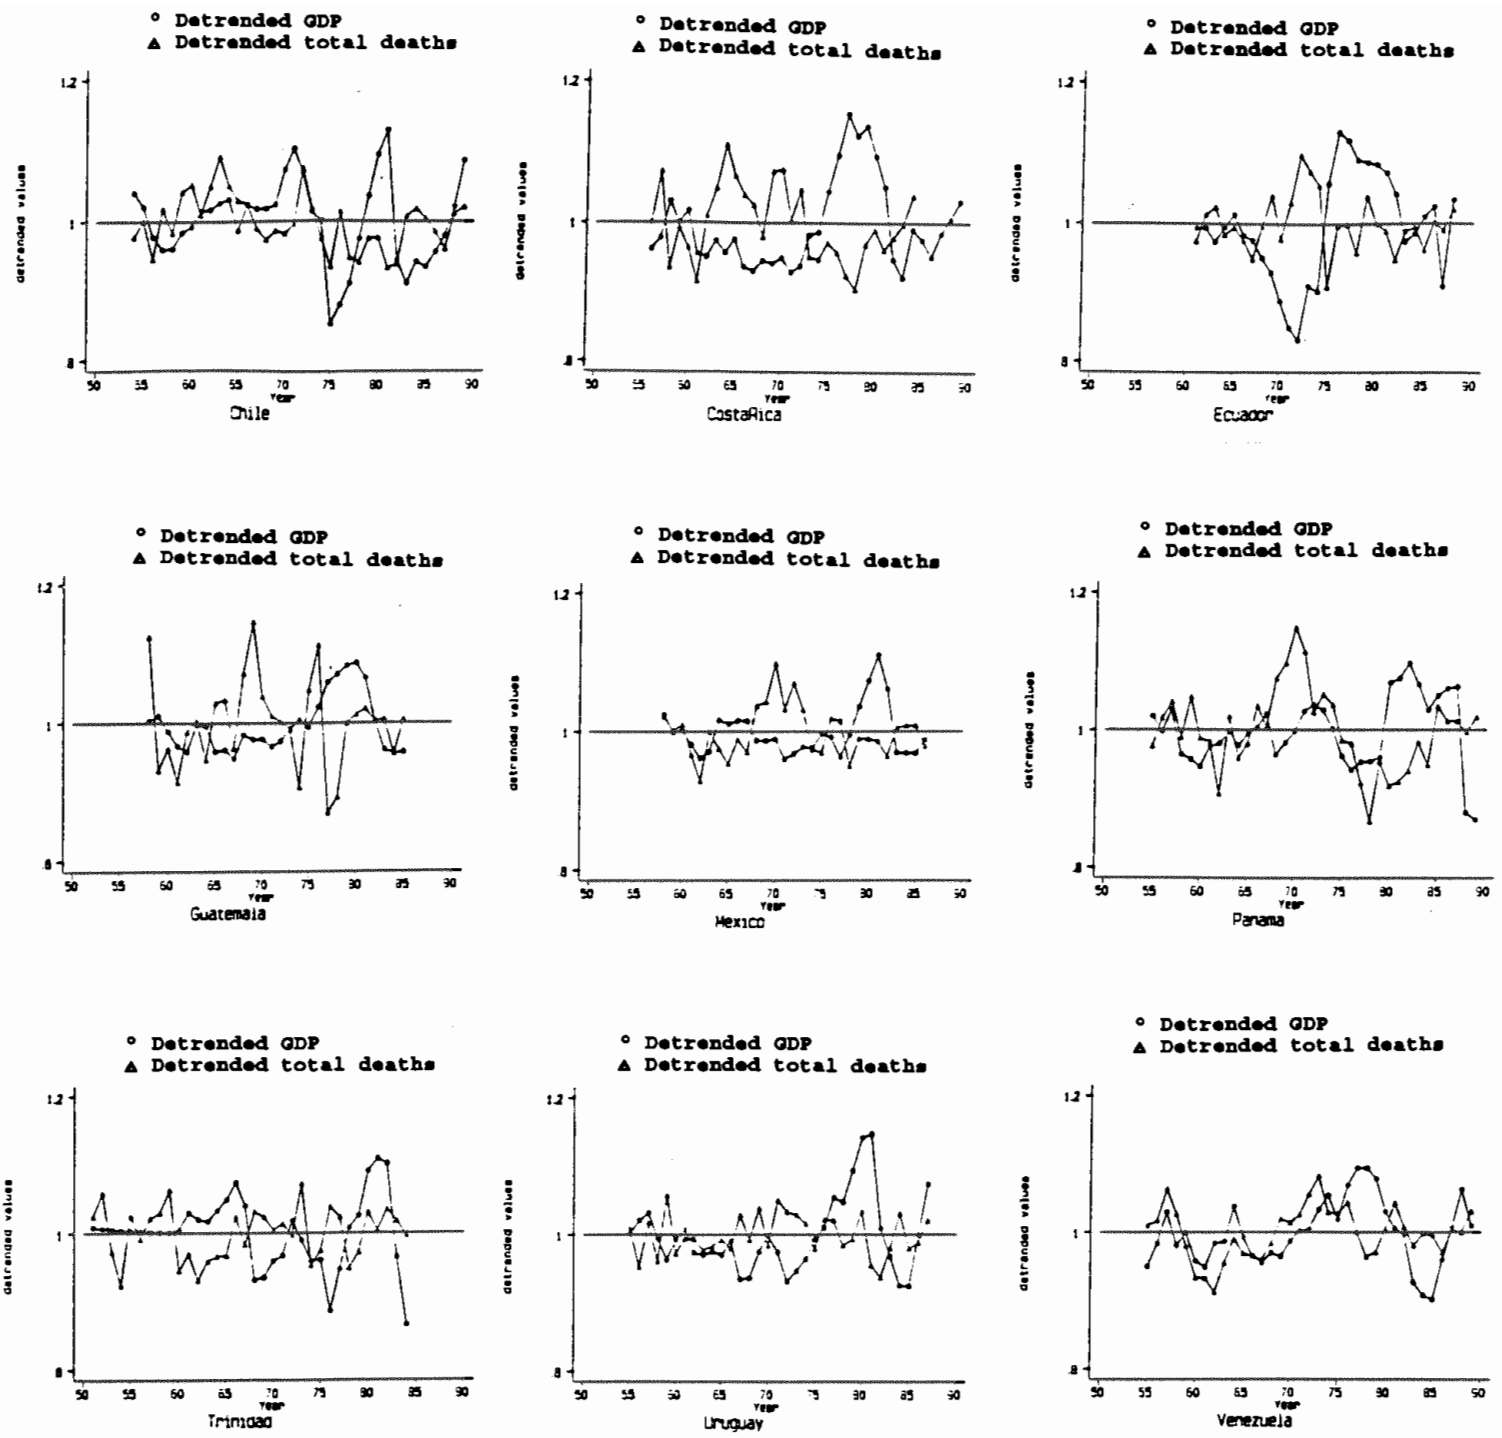 Detrended GDP
Detrended total deaths
detrended values
1.2
1
.8
50 55 60 65 70 75 80 85 90
Year
Chile
Detrended GDP
Detrended total deaths
detrended values
1.2
1
.8
50 55 60 65 70 75 80 85 90
Year
CostaRica
Detrended GDP
Detrended total deaths
detrended values
1.2
1
.8
50 55 60 65 70 75 80 85 90
Year
Ecuador
Detrended GDP
Detrended total deaths
detrended values
1.2
1
.8
50 55 60 65 70 75 80 85 90
Year
Guatemala
Detrended GDP
Detrended total deaths
detrended values
1.2
1
.8
50 55 60 65 70 75 80 85 90
Year
Mexico
Detrended GDP
Detrended total deaths
detrended values
1.2
1
.8
50 55 60 65 70 75 80 85 90
Year
Panama
Detrended GDP
Detrended total deaths
detrended values
1.2
1
.8
50 55 60 65 70 75 80 85 90
Year
Trinidad
Detrended GDP
Detrended total deaths
detrended values
1.2
1
.8
50 55 60 65 70 75 80 85 90
Year
Uruguay
Detrended GDP
Detrended total deaths
detrended values
1.2
1
.8
50 55 60 65 70 75 80 85 90
Year
Venezuela